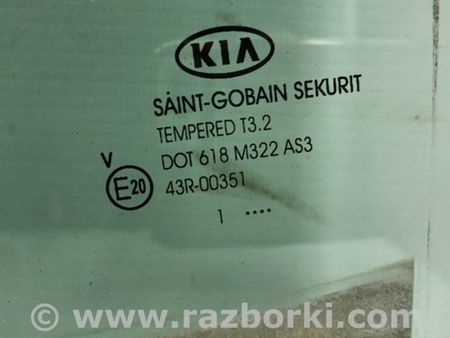 KIA
SAINT-GOBAIN SEKURIT
TEMPERED T3.2
DOT 618 M322 AS3
V
E20 43R-00351
1 ....
© www.razborki.com